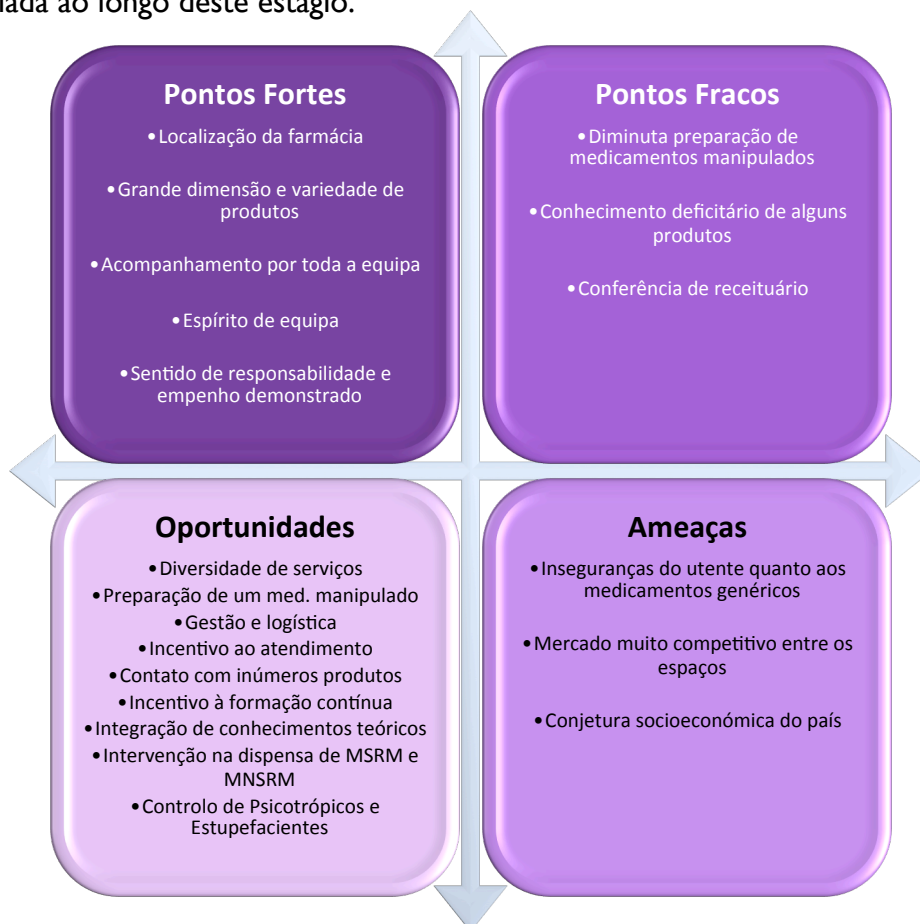 ao longo deste estágio.
Pontos Fortes
•Localização da farmácia
•Grande dimensão e variedade de
produtos
•Acompanhamento por toda a equipa
•Espírito de equipa
•Sentido de responsabilidade e
empenho demonstrado
Pontos Fracos
•Diminuta preparação de
medicamentos manipulados
•Conhecimento deficitário de alguns
produtos
•Conferência de receituário
Oportunidades
•Diversidade de serviços
•Preparação de um med. manipulado
•Gestão e logística
•Incentivo ao atendimento
•Contato com inúmeros produtos
•Incentivo à formação contínua
•Integração de conhecimentos teóricos
•Intervenção na dispensa de MSRM e
MNSRM
•Controlo de Psicotrópicos e
Estupefacientes
Ameaças
•Inseguranças do utente quanto aos
medicamentos genéricos
•Mercado muito competitivo entre os
espaços
•Conjetura socioeconómica do país